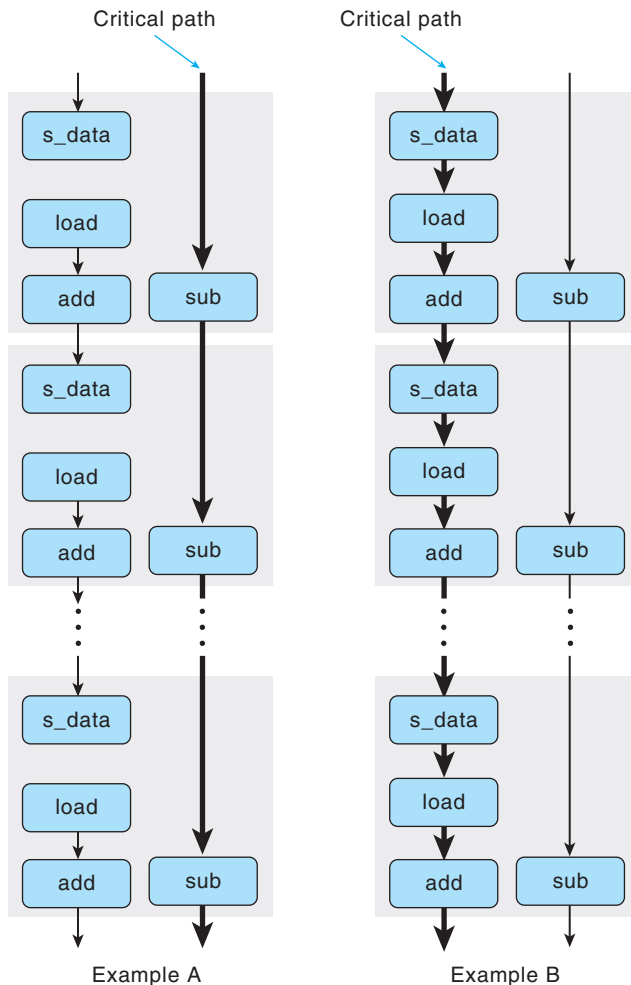 Critical path
Critical path
s_data
load
add
sub
s_data
load
add
sub
s_data
load
add
sub
Example A
s_data
load
add
sub
s_data
load
add
sub
s_data
load
add
sub
Example B